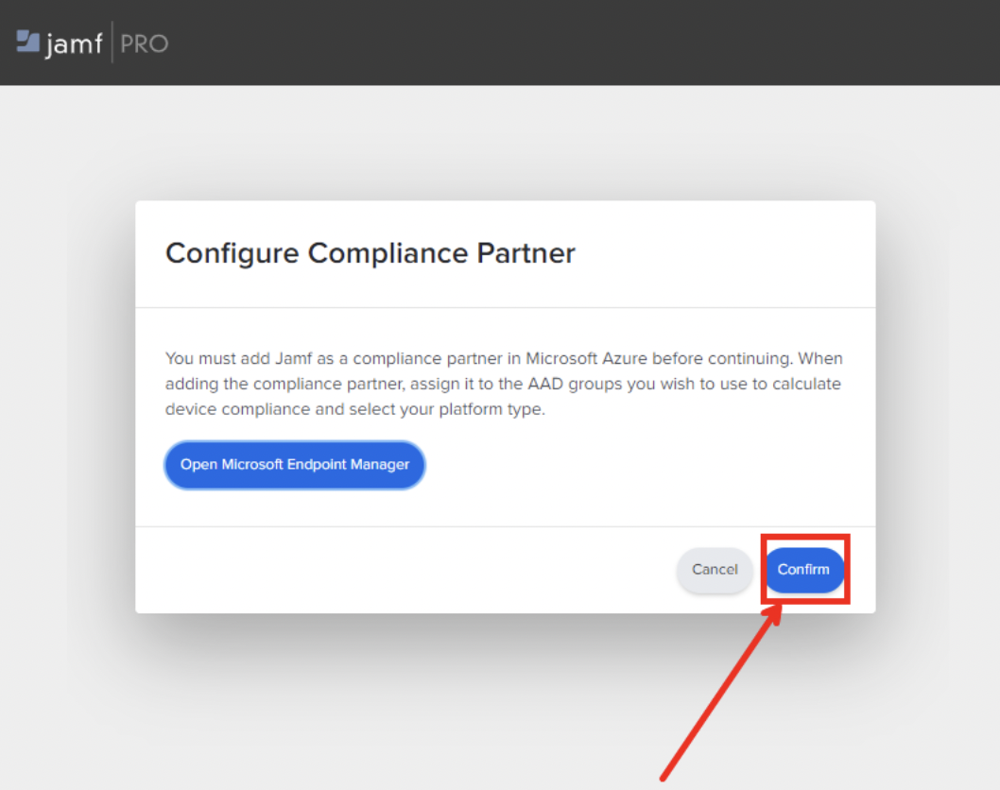 jamf PRO
Configure Compliance Partner
You must add Jamf as a compliance partner in Microsoft Azure before continuing. When
adding the compliance partner, assign it to the AAD groups you wish to use to calculate
device compliance and select your platform type.
Open Microsoft Endpoint Manager
Cancel Confirm